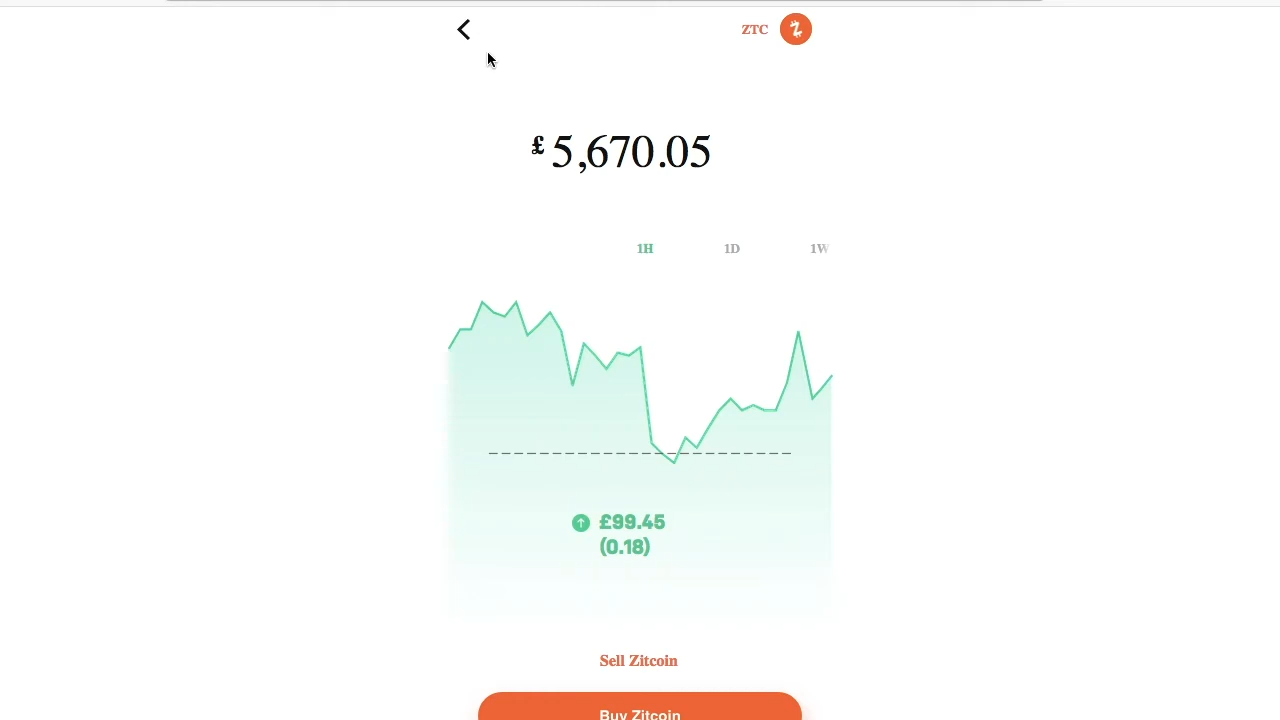 ZTC
£5,670.05
1H 1D 1W
£99.45
(0.18)
Sell Zitcoin
Buy Zitcoin